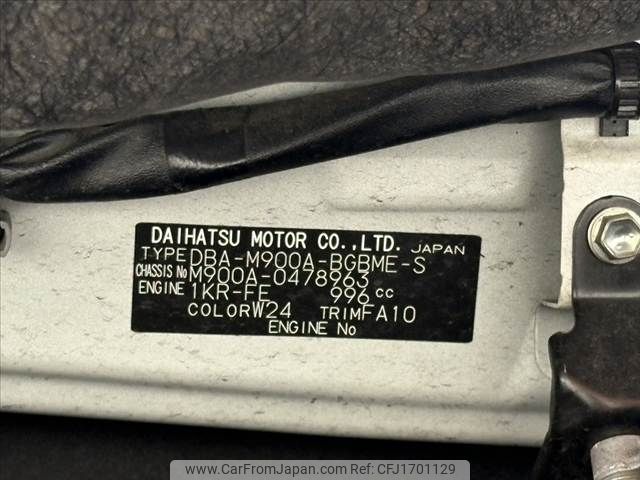 DAIHATSU MOTOR CO.,LTD. JAPAN
TYPE DBA-M900A-BGBME-S
CHASSIS No M900A-0478963
ENGINE 1KR-FE 996 cc
COLOR W24 TRIM FA10
ENGINE No
www.CarFromJapan.com Ref: CFJ1701129